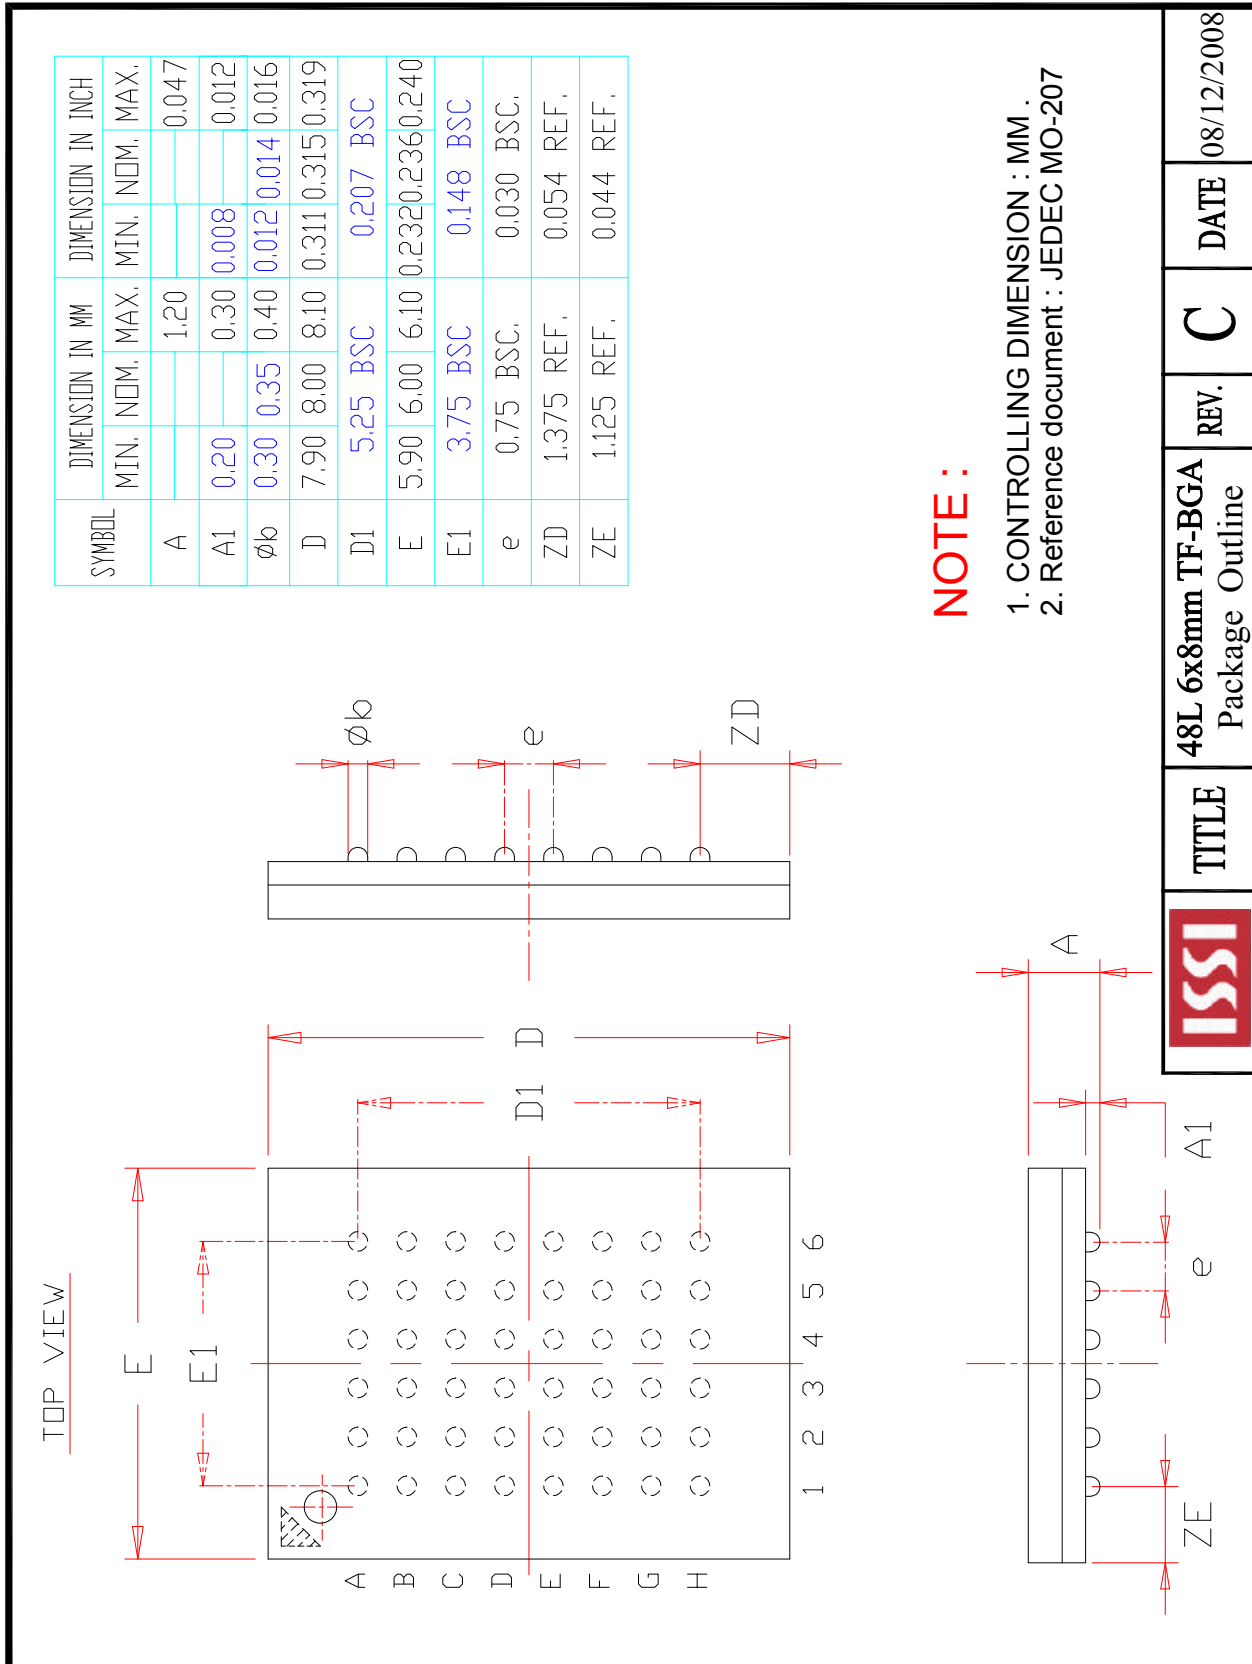 TOP VIEW
E
E1
D
D1
A
B
C
D
E
F
G
H
1 2 3 4 5 6
Øb
e
ZD
ZE
e
A1
A
SYMBOL DIMENSION IN MM DIMENSION IN INCH
MIN. NOM. MAX. MIN. NOM. MAX.
A 1.20 0.047
A1 0.20 0.30 0.008 0.012
Øb 0.30 0.35 0.40 0.012 0.014 0.016
D 7.90 8.00 8.10 0.311 0.315 0.319
D1 5.25 BSC 0.207 BSC
E 5.90 6.00 6.10 0.232 0.236 0.240
E1 3.75 BSC 0.148 BSC
e 0.75 BSC. 0.030 BSC.
ZD 1.375 REF. 0.054 REF.
ZE 1.125 REF. 0.044 REF.
NOTE :
1. CONTROLLING DIMENSION : MM .
2. Reference document : JEDEC MO-207
ISSI TITLE 48L 6x8mm TF-BGA REV. C DATE 08/12/2008
Package Outline